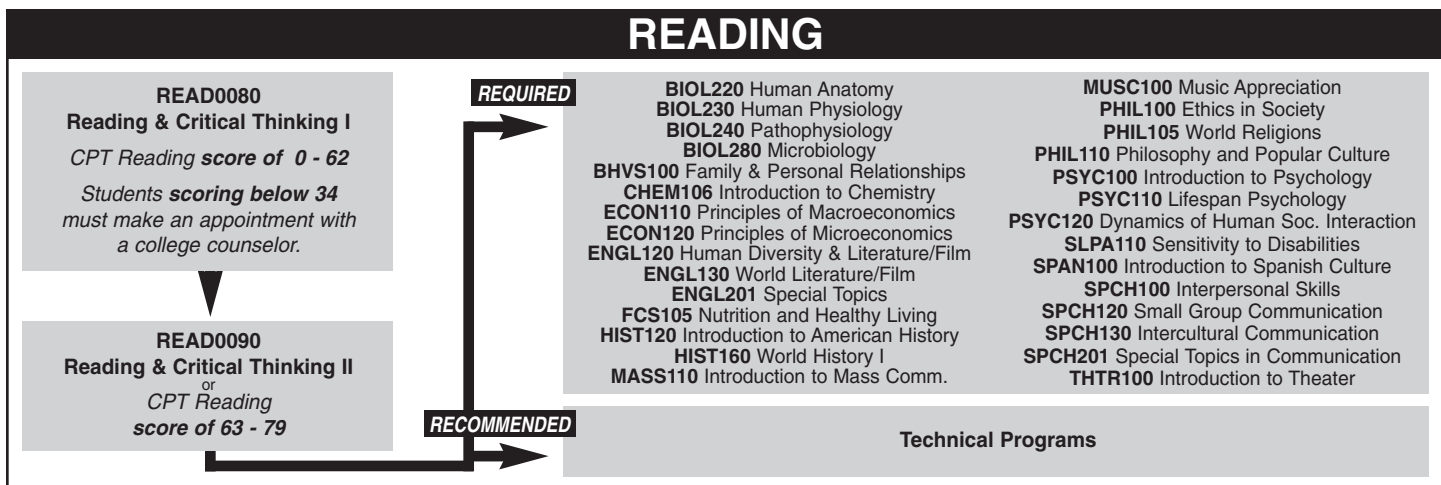 READING
READ0080
Reading & Critical Thinking I
CPT Reading score of 0 - 62
Students scoring below 34
must make an appointment with
a college counselor.
READ0090
Reading & Critical Thinking II
or
CPT Reading
score of 63 - 79
REQUIRED
BIOL220 Human Anatomy
BIOL230 Human Physiology
BIOL240 Pathophysiology
BIOL280 Microbiology
BHVS100 Family & Personal Relationships
CHEM106 Introduction to Chemistry
ECON110 Principles of Macroeconomics
ECON120 Principles of Microeconomics
ENGL120 Human Diversity & Literature/Film
ENGL130 World Literature/Film
ENGL201 Special Topics
FCS105 Nutrition and Healthy Living
HIST120 Introduction to American History
HIST160 World History I
MASS110 Introduction to Mass Comm.
MUSC100 Music Appreciation
PHIL100 Ethics in Society
PHIL105 World Religions
PHIL110 Philosophy and Popular Culture
PSYC100 Introduction to Psychology
PSYC110 Lifespan Psychology
PSYC120 Dynamics of Human Soc. Interaction
SLPA110 Sensitivity to Disabilities
SPAN100 Introduction to Spanish Culture
SPCH100 Interpersonal Skills
SPCH120 Small Group Communication
SPCH130 Intercultural Communication
SPCH201 Special Topics in Communication
THTR100 Introduction to Theater
RECOMMENDED
Technical Programs